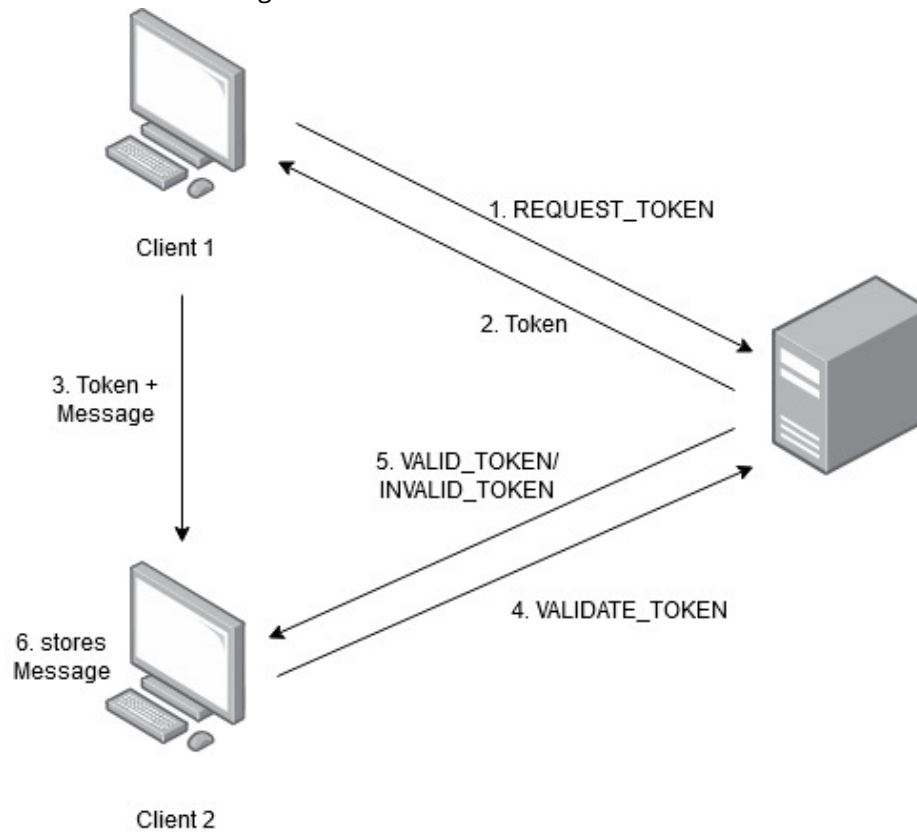 1. REQUEST_TOKEN
Client 1
2. Token
3. Token +
Message
5. VALID_TOKEN/
INVALID_TOKEN
4. VALIDATE_TOKEN
6. stores
Message
Client 2